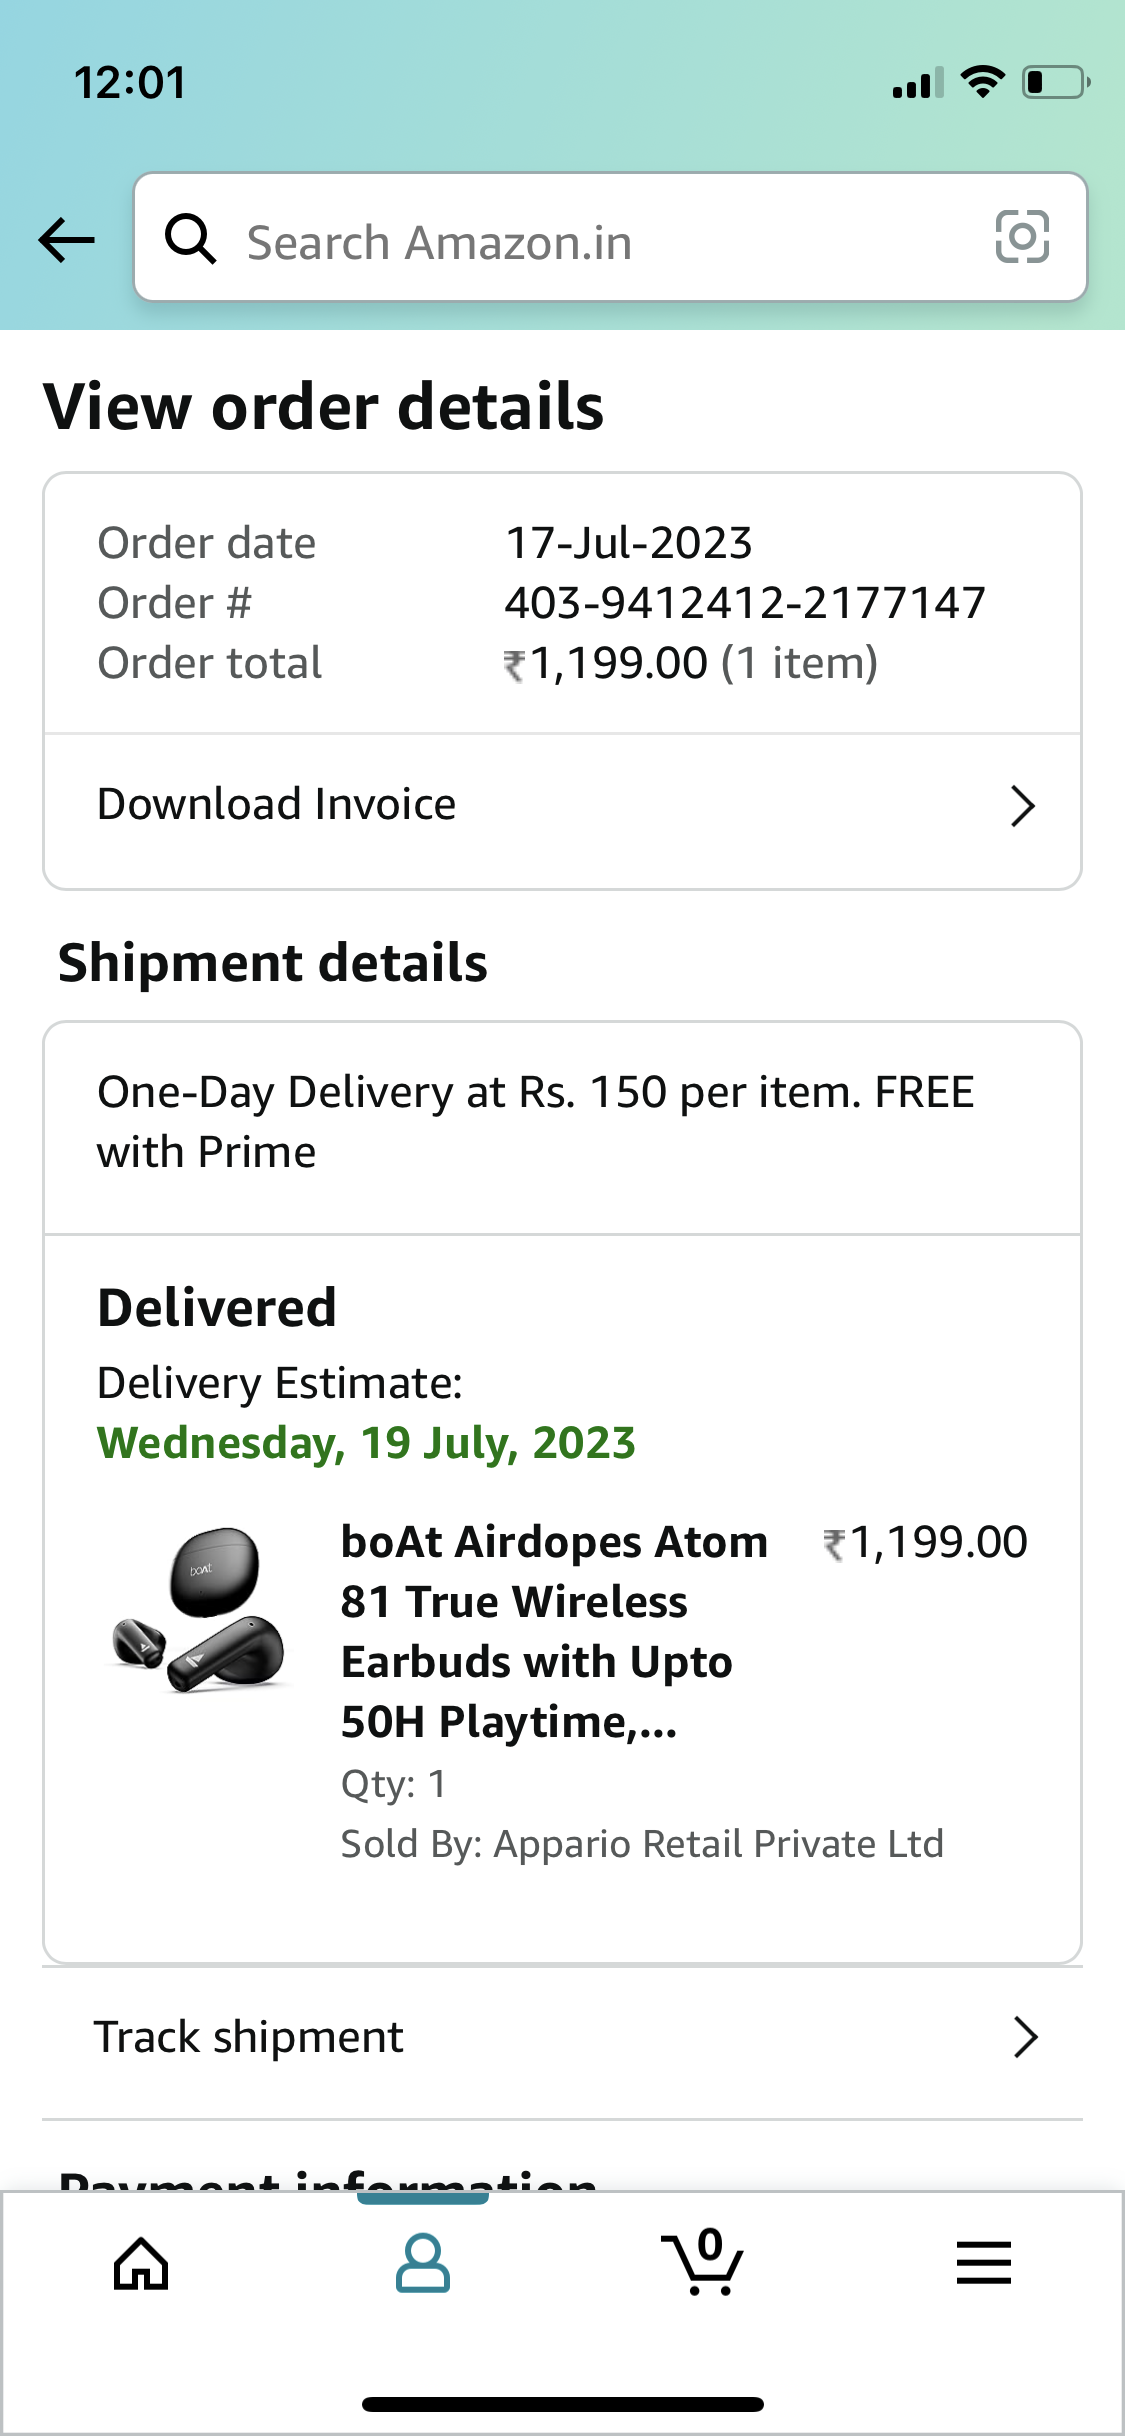 12:01
Search Amazon.in
View order details
Order date 17-Jul-2023
Order # 403-9412412-2177147
Order total ₹1,199.00 (1 item)
Download Invoice
Shipment details
One-Day Delivery at Rs. 150 per item. FREE
with Prime
Delivered
Delivery Estimate:
Wednesday, 19 July, 2023
boAt
boAt Airdopes Atom ₹1,199.00
81 True Wireless
Earbuds with Upto
50H Playtime,...
Qty: 1
Sold By: Appario Retail Private Ltd
Track shipment
Payment information
0